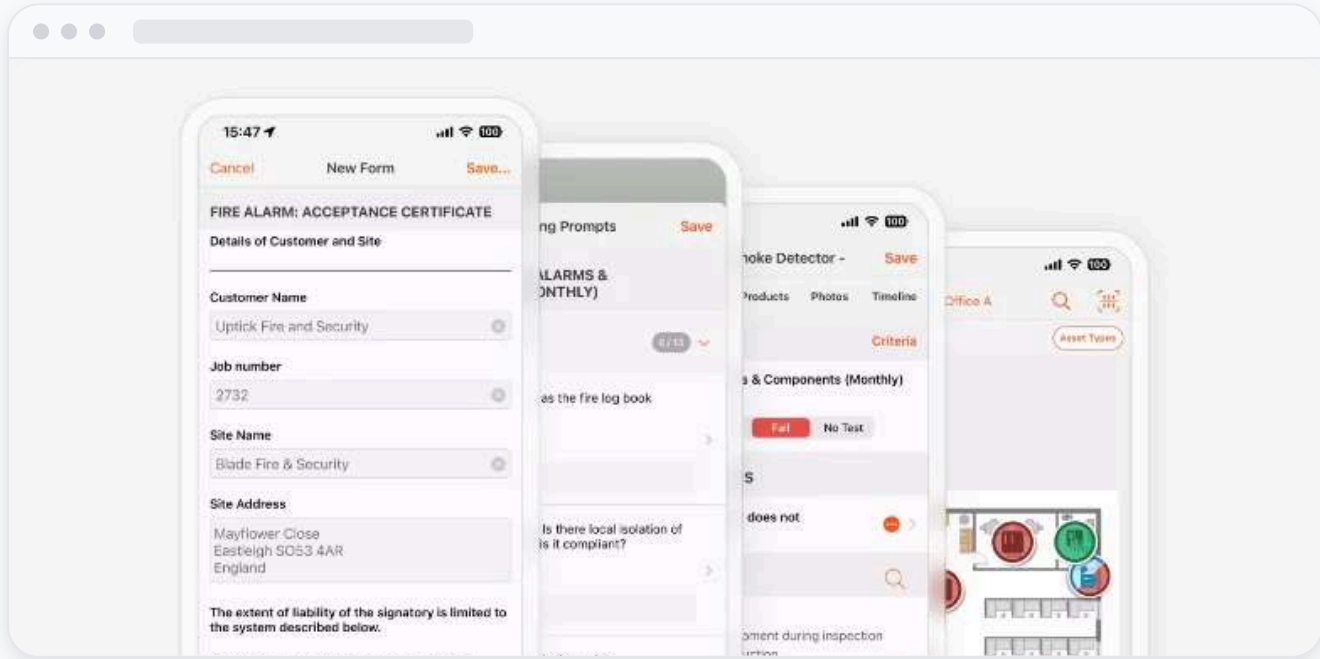 15:47
100
Cancel
New Form
Save...
FIRE ALARM: ACCEPTANCE CERTIFICATE
Details of Customer and Site
Customer Name
Uptick Fire and Security
Job number
2732
Site Name
Blade Fire & Security
Site Address
Mayflower Close
Eastleigh SO53 4AR
England
The extent of liability of the signatory is limited to
the system described below.
ng Prompts
Save
ALARMS &
ONTHLY)
as the fire log book
Is there local isolation of
is it compliant?
100
noke Detector -
Save
Products
Photos
Timeline
Criteria
s & Components (Monthly)
Fail
No Test
S
does not
oment during inspection
100
Office A
Asset Types